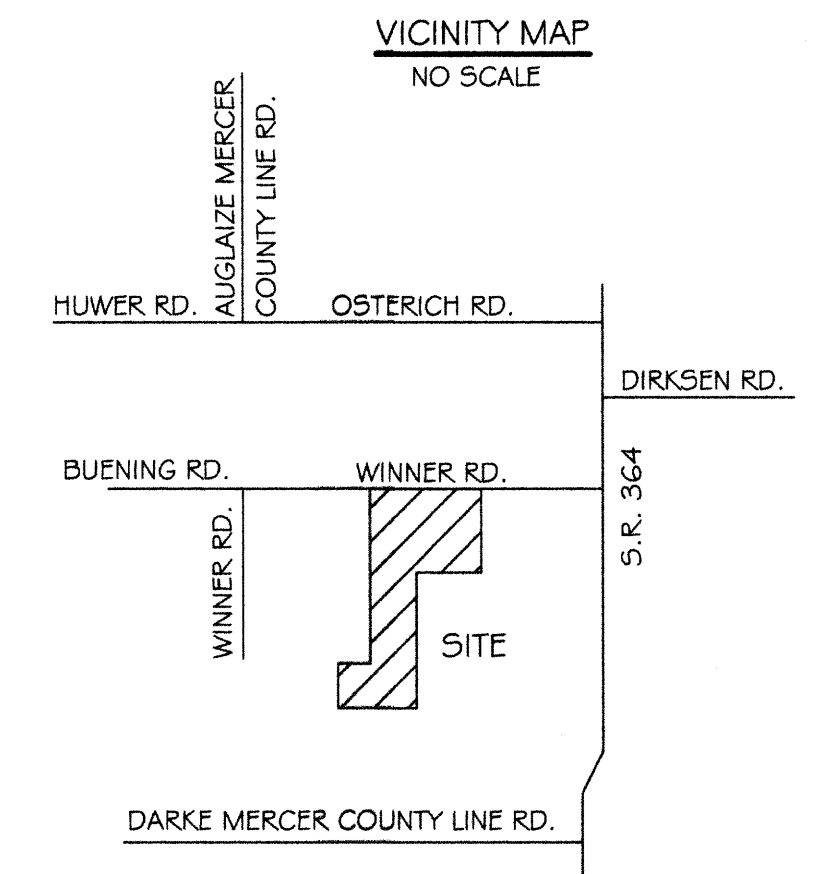 VICINITY MAP
NO SCALE
AUGLAIZE MERCER
COUNTY LINE RD.
HUWER RD.
OSTERICH RD.
DIRKSEN RD.
BUENING RD.
WINNER RD.
S.R. 364
WINNER RD.
SITE
DARKE MERCER COUNTY LINE RD.